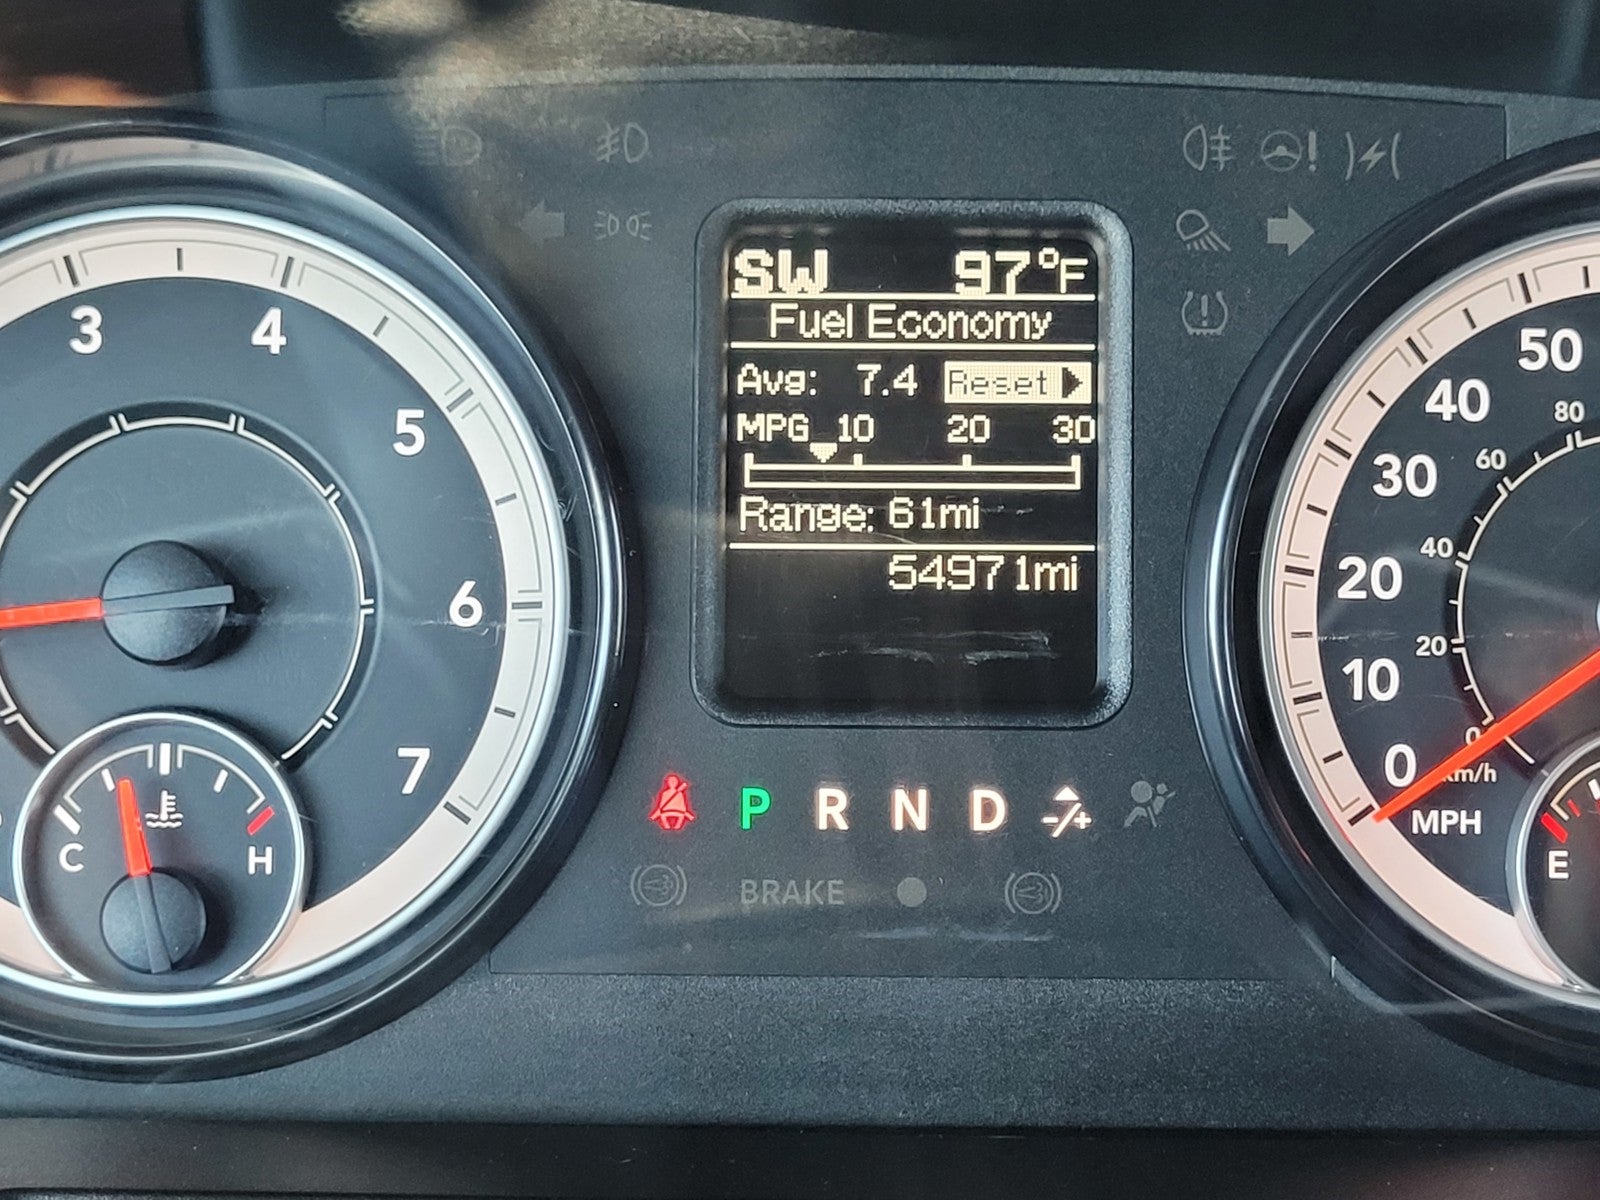 SW 97°F
Fuel Economy
Avg: 7.4 Reset
MPG 10 20 30
Range: 61mi
54971mi
3
4
5
6
7
C H
P R N D -/+
BRAKE
50
40
30
20
10
0
80
60
40
20
0
km/h
MPH
E